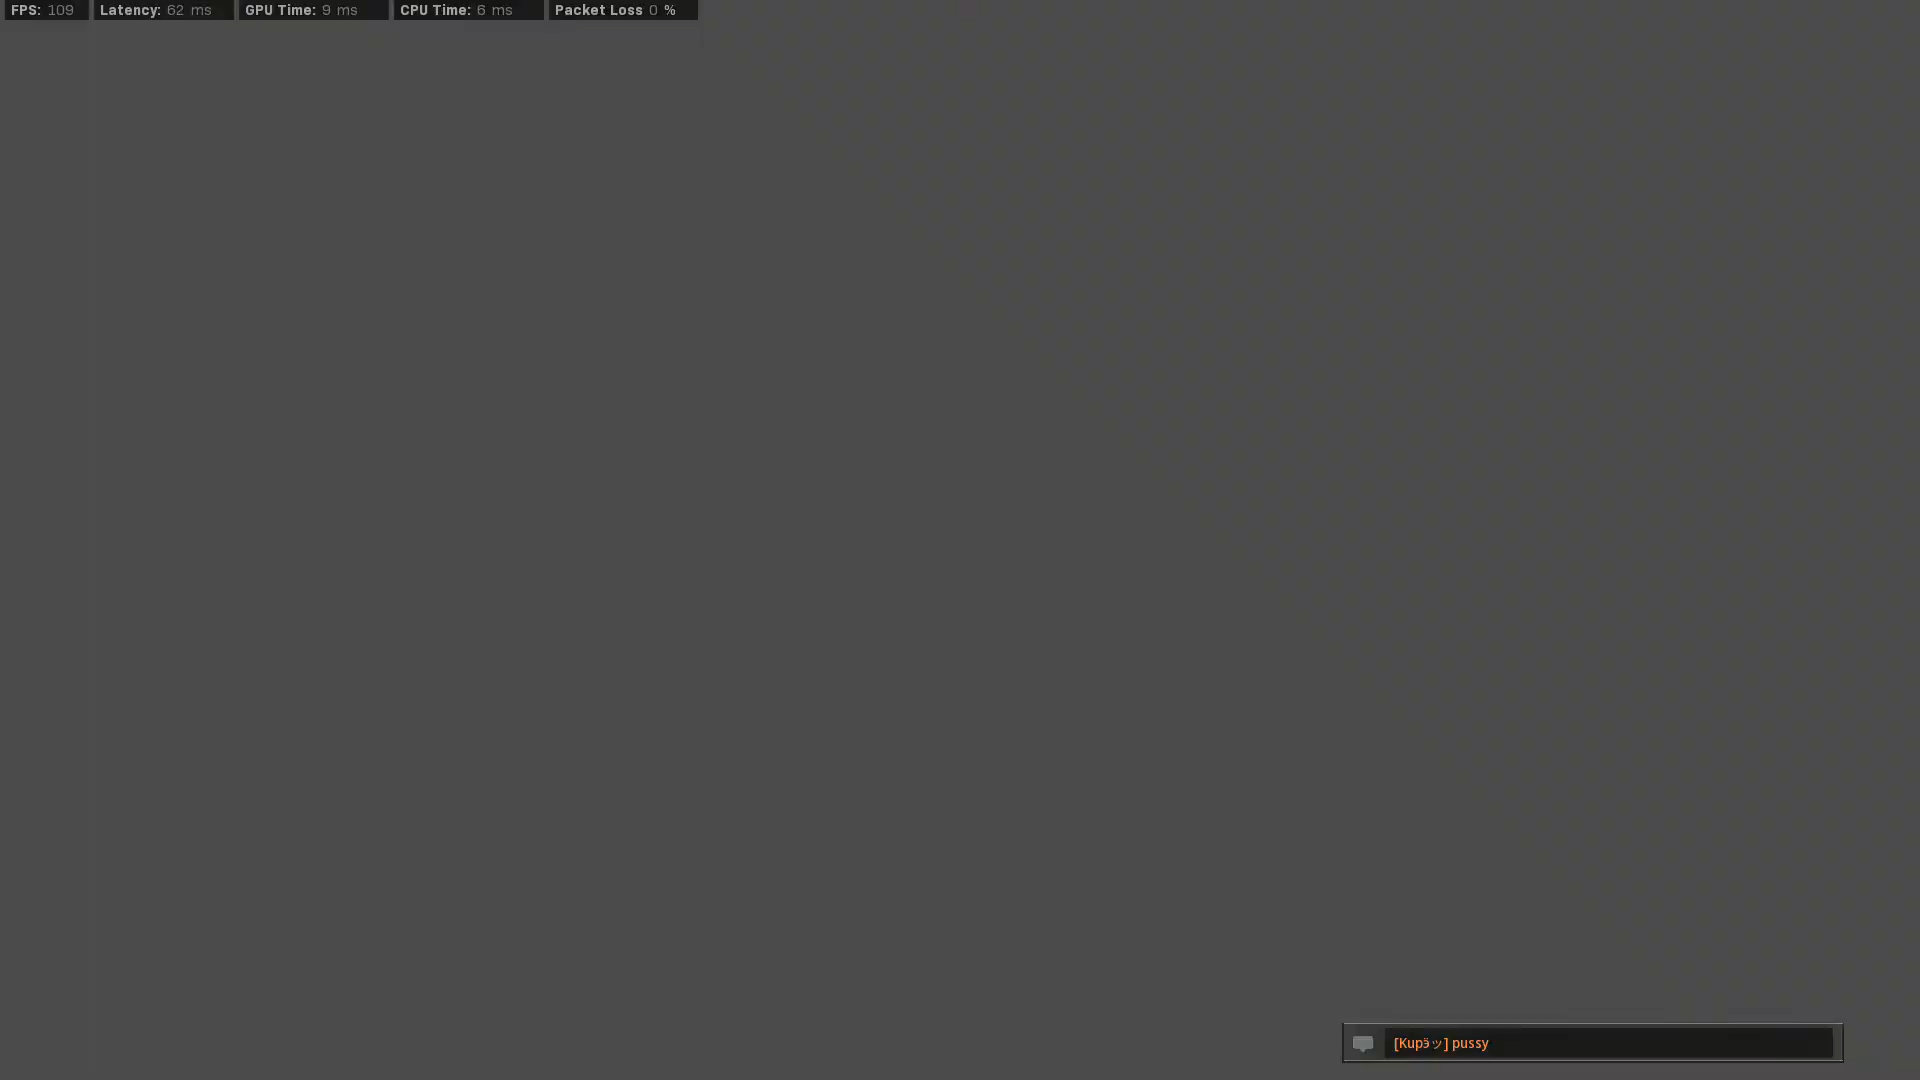 FPS: 109 Latency: 62 ms GPU Time: 9 ms CPU Time: 6 ms Packet Loss 0 %
[Kupӟッ] pussy